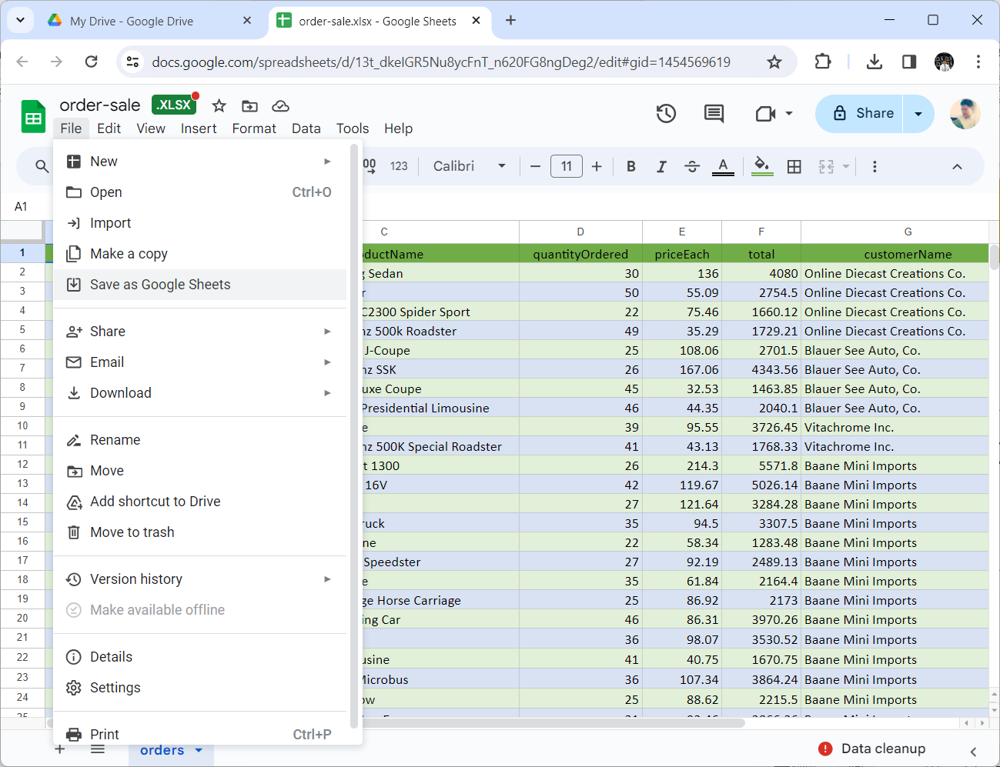 My Drive - Google Drive
order-sale.xlsx - Google Sheets
docs.google.com/spreadsheets/d/13t_dkelGR5Nu8ycFnT_n620FG8ngDeg2/edit#gid=1454569619
order-sale .XLSX
File Edit View Insert Format Data Tools Help
Share
123 Calibri 11 B I A
A1
New
Open Ctrl+O
Import
Make a copy
Save as Google Sheets
Share
Email
Download
Rename
Move
Add shortcut to Drive
Move to trash
Version history
Make available offline
Details
Settings
Print Ctrl+P
C D E F G
1 ductName quantityOrdered priceEach total customerName
2 g Sedan 30 136 4080 Online Diecast Creations Co.
3 r 50 55.09 2754.5 Online Diecast Creations Co.
4 C2300 Spider Sport 22 75.46 1660.12 Online Diecast Creations Co.
5 nz 500k Roadster 49 35.29 1729.21 Online Diecast Creations Co.
6 J-Coupe 25 108.06 2701.5 Blauer See Auto, Co.
7 nz SSK 26 167.06 4343.56 Blauer See Auto, Co.
8 uxe Coupe 45 32.53 1463.85 Blauer See Auto, Co.
9 Presidential Limousine 46 44.35 2040.1 Blauer See Auto, Co.
10 e 39 95.55 3726.45 Vitachrome Inc.
11 nz 500K Special Roadster 41 43.13 1768.33 Vitachrome Inc.
12 t 1300 26 214.3 5571.8 Baane Mini Imports
13 16V 42 119.67 5026.14 Baane Mini Imports
14 27 121.64 3284.28 Baane Mini Imports
15 ruck 35 94.5 3307.5 Baane Mini Imports
16 ne 22 58.34 1283.48 Baane Mini Imports
17 Speedster 27 92.19 2489.13 Baane Mini Imports
18 e 35 61.84 2164.4 Baane Mini Imports
19 ge Horse Carriage 25 86.92 2173 Baane Mini Imports
20 ing Car 46 86.31 3970.26 Baane Mini Imports
21 36 98.07 3530.52 Baane Mini Imports
22 usine 41 40.75 1670.75 Baane Mini Imports
23 Microbus 36 107.34 3864.24 Baane Mini Imports
24 ow 25 88.62 2215.5 Baane Mini Imports
25
orders
Data cleanup